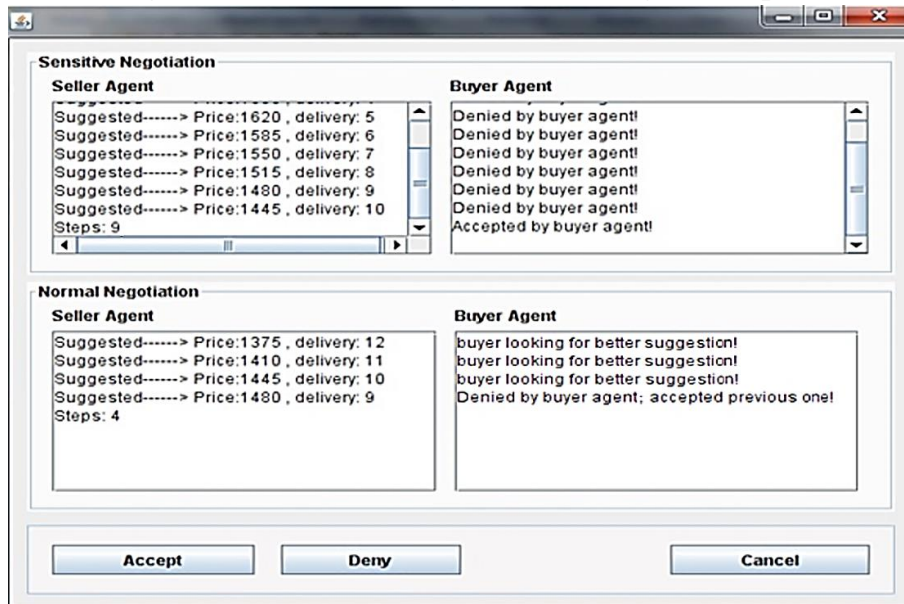 Sensitive Negotiation
Seller Agent
Suggested------> Price:1620 , delivery: 5
Suggested------> Price:1585 , delivery: 6
Suggested------> Price:1550 , delivery: 7
Suggested------> Price:1515 , delivery: 8
Suggested------> Price:1480 , delivery: 9
Suggested------> Price:1445 , delivery: 10
Steps: 9
Buyer Agent
Denied by buyer agent!
Denied by buyer agent!
Denied by buyer agent!
Denied by buyer agent!
Denied by buyer agent!
Denied by buyer agent!
Accepted by buyer agent!
Normal Negotiation
Seller Agent
Suggested------> Price:1375 , delivery: 12
Suggested------> Price:1410 , delivery: 11
Suggested------> Price:1445 , delivery: 10
Suggested------> Price:1480 , delivery: 9
Steps: 4
Buyer Agent
buyer looking for better suggestion!
buyer looking for better suggestion!
buyer looking for better suggestion!
Denied by buyer agent; accepted previous one!
Accept Deny Cancel